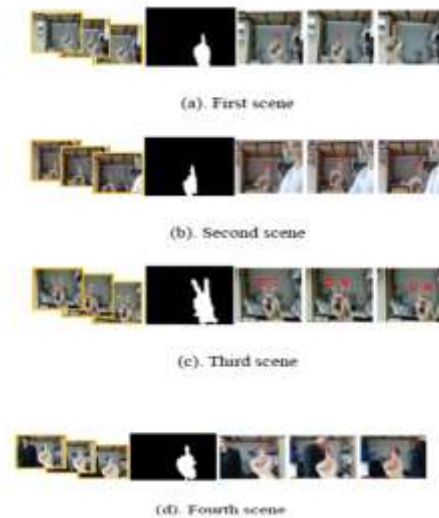 (a). First scene
(b). Second scene
(c). Third scene
(d). Fourth scene